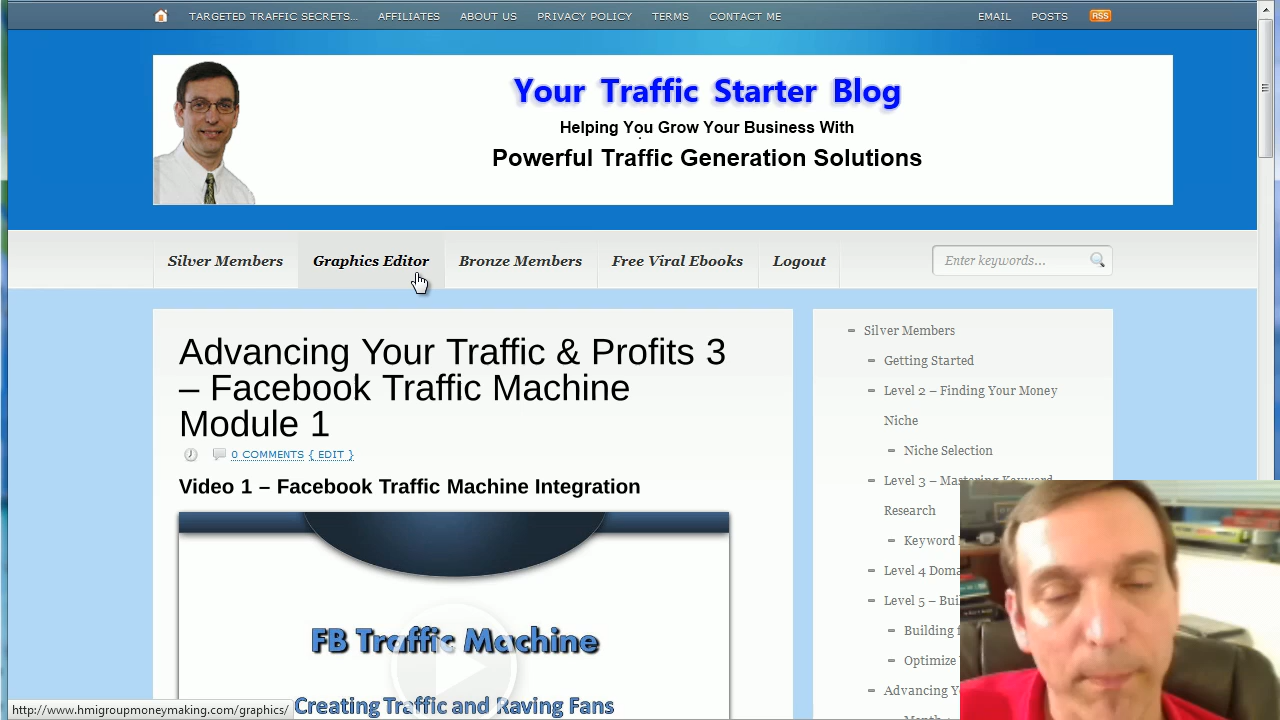 TARGETED TRAFFIC SECRETS... AFFILIATES ABOUT US PRIVACY POLICY TERMS CONTACT ME EMAIL POSTS RSS
Your Traffic Starter Blog
Helping You Grow Your Business With
Powerful Traffic Generation Solutions
Silver Members Graphics Editor Bronze Members Free Viral Ebooks Logout Enter keywords...
Advancing Your Traffic & Profits 3
– Facebook Traffic Machine
Module 1
0 COMMENTS { EDIT }
Video 1 – Facebook Traffic Machine Integration
FB Traffic Machine
Creating Traffic and Raving Fans
Silver Members
Getting Started
Level 2 – Finding Your Money
Niche
Niche Selection
Level 3 – Mastering Keyword
Research
Keyword
Level 4
Level 5 –
Building
Optimize
Advancing
http://www.hmigroupmoneymaking.com/graphics/